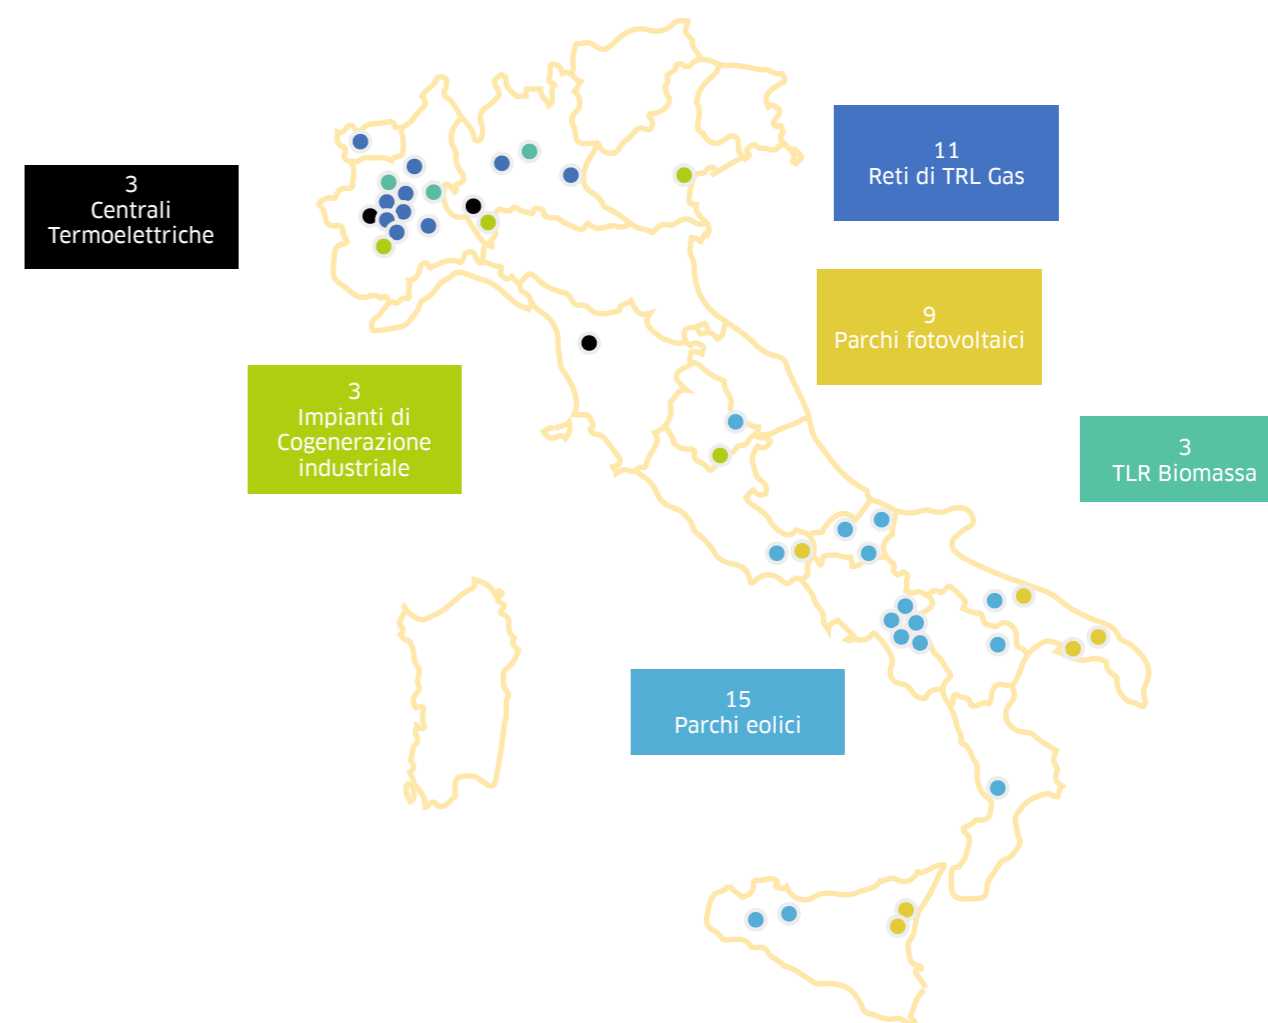 11
Reti di TRL Gas
3
Centrali
Termoelettriche
9
Parchi fotovoltaici
3
Impianti di
Cogenerazione
industriale
3
TLR Biomassa
15
Parchi eolici